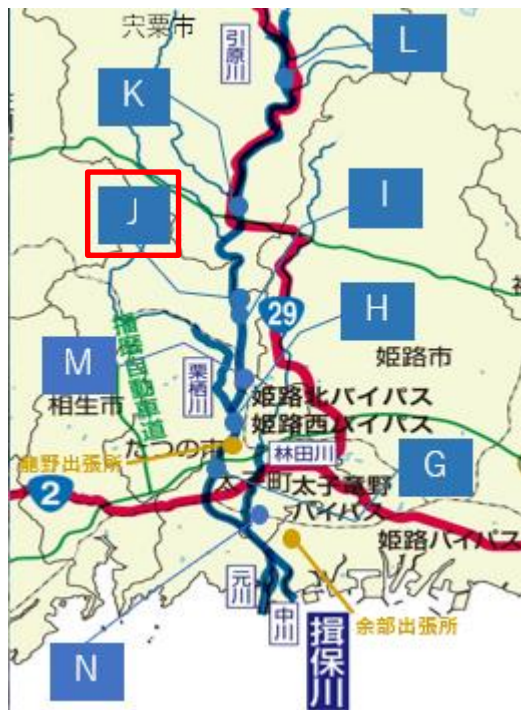 宍粟市
引原川
L
K
J
I
29
H
姫路市
播磨自動車道
M
栗栖川
相生市
姫路北バイパス
姫路西バイパス
たつの市
龍野出張所
林田川
G
2
太子町
太子竜野
バイパス
姫路バイパス
元川
中川
揖保川
余部出張所
N